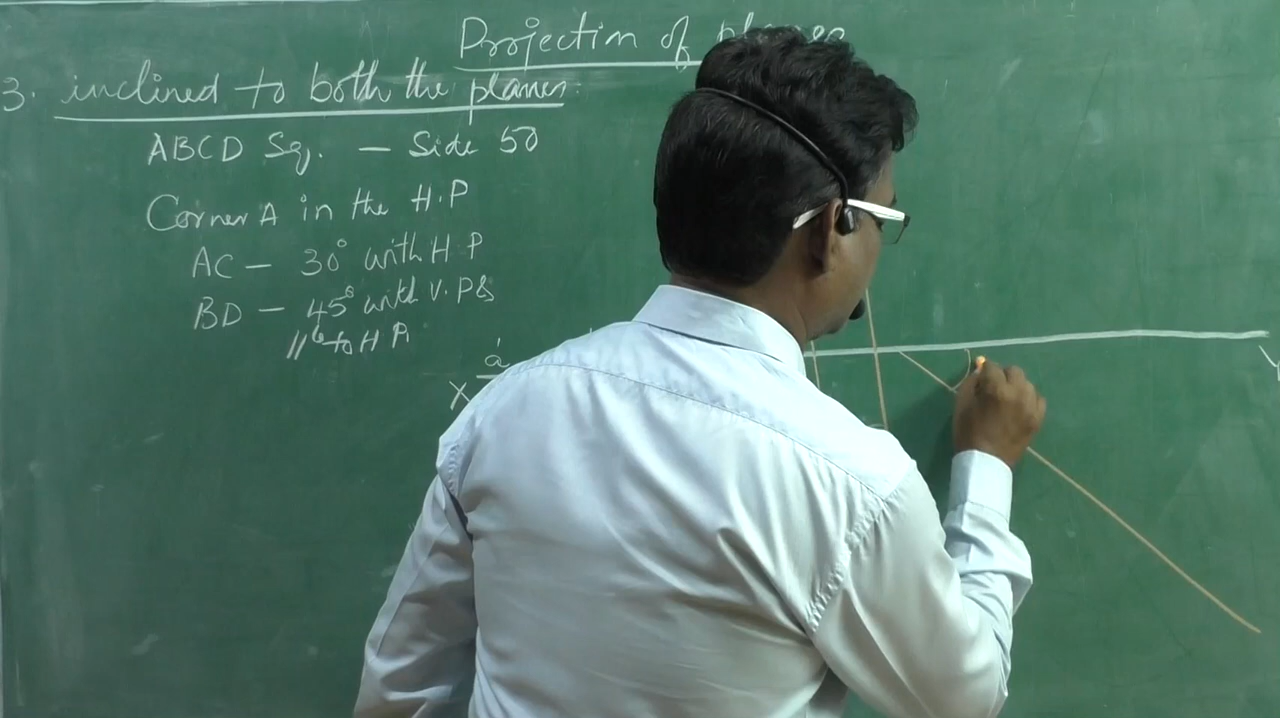 Projection of planes
3. inclined to both the planes.
ABCD Sq. - Side 50
Corner A in the H.P
AC - 30° with H.P
BD - 45° with V.P &
// to H.P.
a'
X
Y